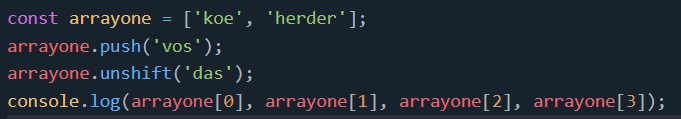 const arrayone = ['koe', 'herder'];
arrayone.push('vos');
arrayone.unshift('das');
console.log(arrayone[0], arrayone[1], arrayone[2], arrayone[3]);